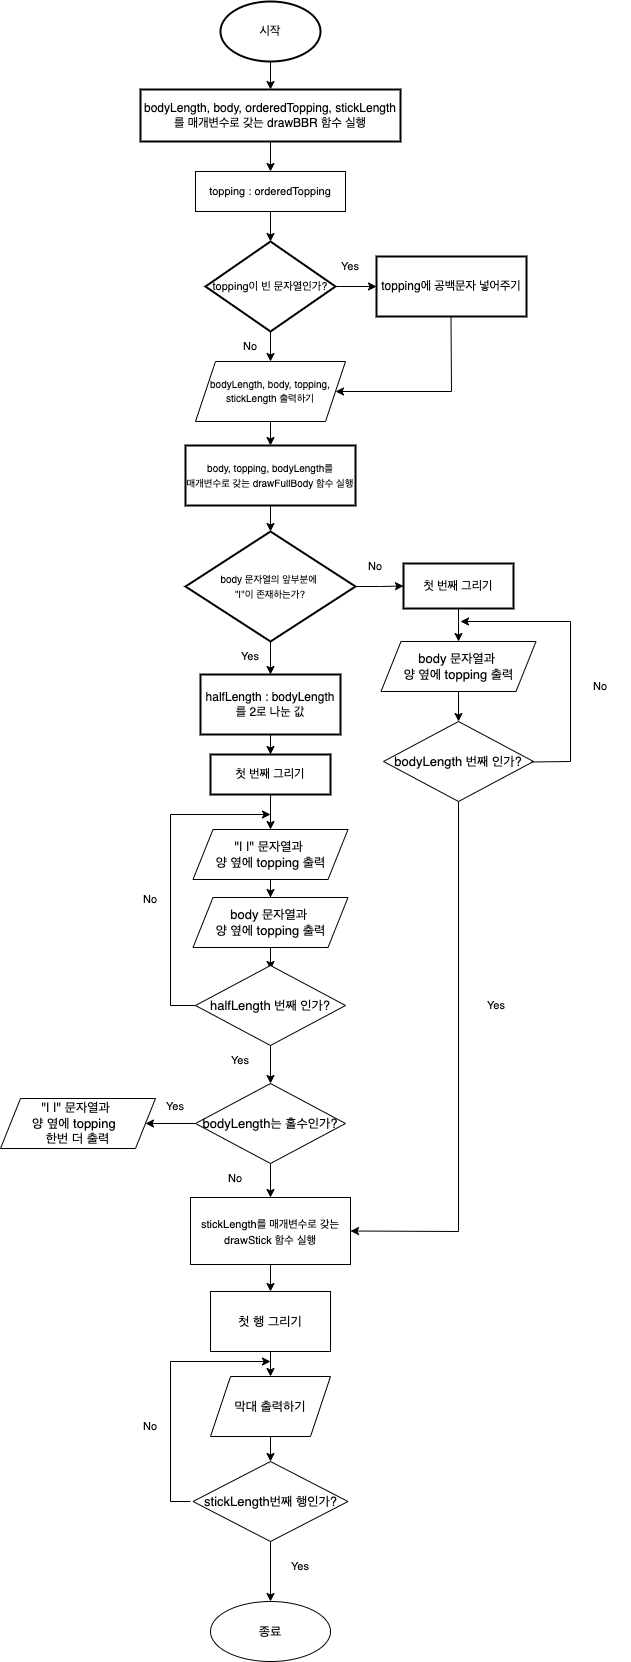 시작
bodyLength, body, orderedTopping, stickLength
를 매개변수로 갖는 drawBBR 함수 실행
topping : orderedTopping
topping이 빈 문자열인가?
Yes
topping에 공백문자 넣어주기
No
bodyLength, body, topping,
stickLength 출력하기
body, topping, bodyLength를
매개변수로 갖는 drawFullBody 함수 실행
body 문자열의 앞부분에
"l"이 존재하는가?
No
첫 번째 그리기
Yes
body 문자열과
양 옆에 topping 출력
No
halfLength : bodyLength
를 2로 나눈 값
bodyLength 번째 인가?
첫 번째 그리기
"l l" 문자열과
양 옆에 topping 출력
No
body 문자열과
양 옆에 topping 출력
halfLength 번째 인가?
Yes
Yes
"l l" 문자열과
양 옆에 topping
한번 더 출력
Yes
bodyLength는 홀수인가?
No
stickLength를 매개변수로 갖는
drawStick 함수 실행
첫 행 그리기
막대 출력하기
No
stickLength번째 행인가?
Yes
종료